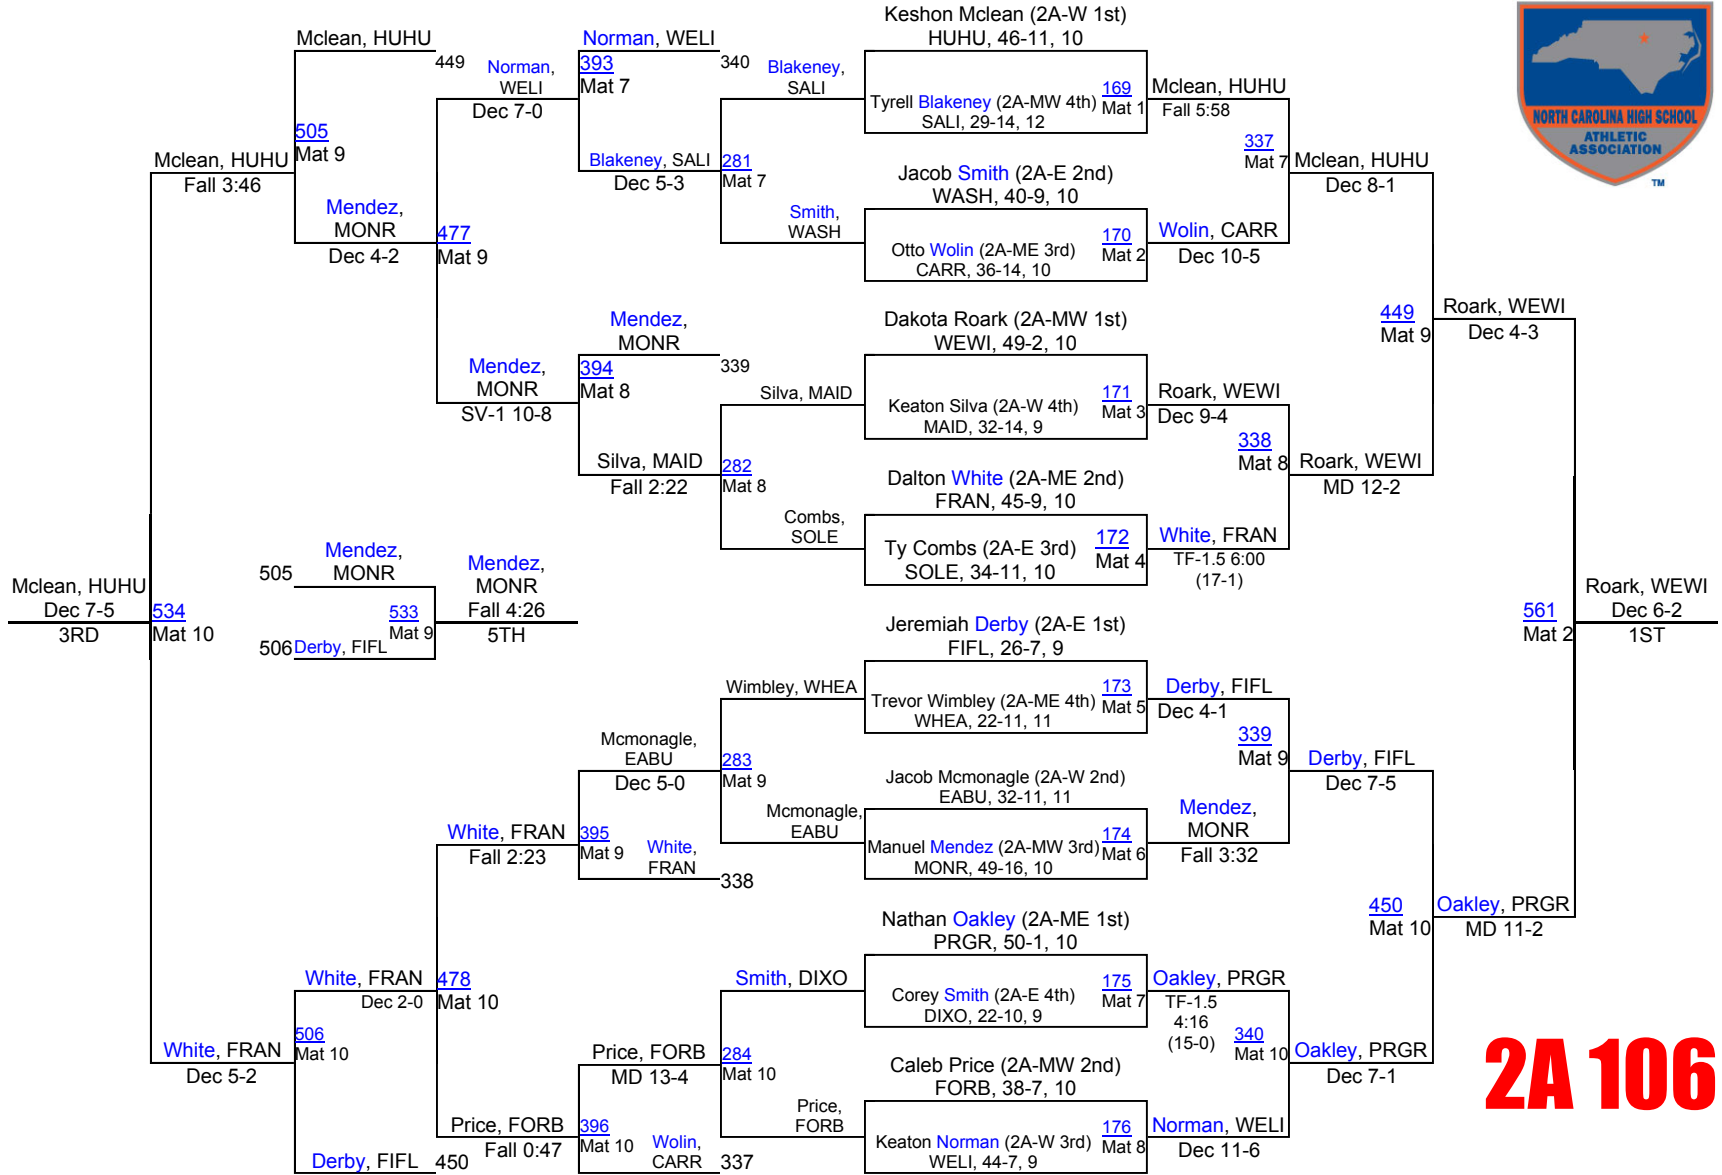 Keshon Mclean (2A-W 1st)
HUHU, 46-11, 10
Mclean, HUHU
449
Norman, WELI
393
Mat 7
340
Norman,
WELI
Dec 7-0
Blakeney,
SALI
Tyrell Blakeney (2A-MW 4th)
SALI, 29-14, 12
169
Mat 1
Mclean, HUHU
Fall 5:58
NORTH CAROLINA HIGH SCHOOL
ATHLETIC
ASSOCIATION
TM
505
Mat 9
Mclean, HUHU
Fall 3:46
Blakeney, SALI
Dec 5-3
281
Mat 7
337
Mat 7
Mclean, HUHU
Dec 8-1
Jacob Smith (2A-E 2nd)
WASH, 40-9, 10
Mendez,
MONR
Dec 4-2
477
Mat 9
Smith,
WASH
Otto Wolin (2A-ME 3rd)
CARR, 36-14, 10
170
Mat 2
Wolin, CARR
Dec 10-5
Mendez,
MONR
394
Mat 8
339
Dakota Roark (2A-MW 1st)
WEWI, 49-2, 10
449
Mat 9
Roark, WEWI
Dec 4-3
Mendez,
MONR
SV-1 10-8
Silva, MAID
Keaton Silva (2A-W 4th)
MAID, 32-14, 9
171
Mat 3
Roark, WEWI
Dec 9-4
338
Mat 8
Roark, WEWI
MD 12-2
Silva, MAID
Fall 2:22
282
Mat 8
Dalton White (2A-ME 2nd)
FRAN, 45-9, 10
Combs,
SOLE
Ty Combs (2A-E 3rd)
SOLE, 34-11, 10
172
Mat 4
White, FRAN
TF-1.5 6:00
(17-1)
505
Mendez,
MONR
Mendez,
MONR
Fall 4:26
5TH
Mclean, HUHU
Dec 7-5
3RD
534
Mat 10
533
Mat 9
506
Derby, FIFL
561
Mat 2
Roark, WEWI
Dec 6-2
1ST
Jeremiah Derby (2A-E 1st)
FIFL, 26-7, 9
Wimbley, WHEA
Trevor Wimbley (2A-ME 4th)
WHEA, 22-11, 11
173
Mat 5
Derby, FIFL
Dec 4-1
Mcmonagle,
EABU
Dec 5-0
283
Mat 9
339
Mat 9
Derby, FIFL
Dec 7-5
Jacob Mcmonagle (2A-W 2nd)
EABU, 32-11, 11
Mcmonagle,
EABU
Manuel Mendez (2A-MW 3rd)
MONR, 49-16, 10
174
Mat 6
Mendez,
MONR
Fall 3:32
White, FRAN
Fall 2:23
395
Mat 9
White,
FRAN
338
Nathan Oakley (2A-ME 1st)
PRGR, 50-1, 10
450
Mat 10
Oakley, PRGR
MD 11-2
White, FRAN
Dec 2-0
478
Mat 10
Smith, DIXO
Corey Smith (2A-E 4th)
DIXO, 22-10, 9
175
Mat 7
Oakley, PRGR
TF-1.5
4:16
(15-0)
340
Mat 10
Oakley, PRGR
Dec 7-1
506
Mat 10
White, FRAN
Dec 5-2
Price, FORB
MD 13-4
284
Mat 10
Caleb Price (2A-MW 2nd)
FORB, 38-7, 10
Price, FORB
Fall 0:47
396
Mat 10
Wolin,
CARR
337
Price,
FORB
Keaton Norman (2A-W 3rd)
WELI, 44-7, 9
176
Mat 8
Norman, WELI
Dec 11-6
Derby, FIFL
450
2A 106